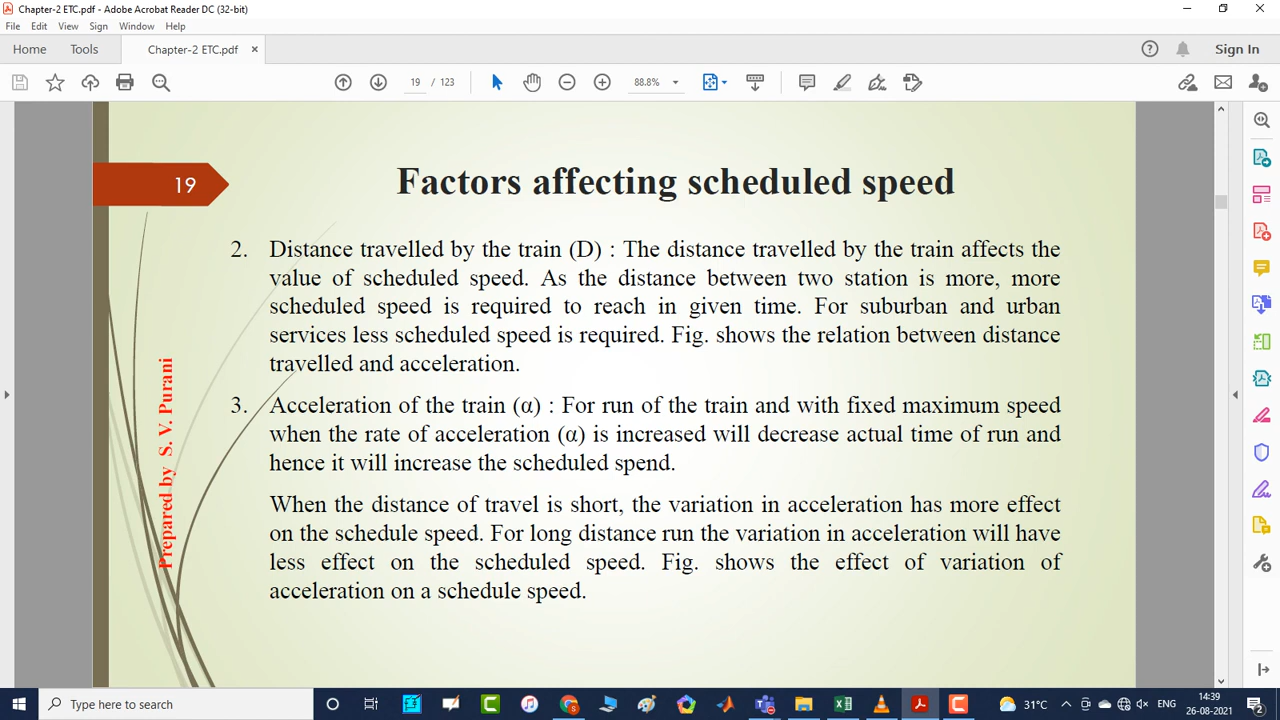 Chapter-2 ETC.pdf - Adobe Acrobat Reader DC (32-bit)
File Edit View Sign Window Help
Home Tools Chapter-2 ETC.pdf × Sign In
19 / 123 88.8%
19
Factors affecting scheduled speed
2. Distance travelled by the train (D) : The distance travelled by the train affects the
value of scheduled speed. As the distance between two station is more, more
scheduled speed is required to reach in given time. For suburban and urban
services less scheduled speed is required. Fig. shows the relation between distance
travelled and acceleration.
3. Acceleration of the train (α) : For run of the train and with fixed maximum speed
when the rate of acceleration (α) is increased will decrease actual time of run and
hence it will increase the scheduled spend.
When the distance of travel is short, the variation in acceleration has more effect
on the schedule speed. For long distance run the variation in acceleration will have
less effect on the scheduled speed. Fig. shows the effect of variation of
acceleration on a schedule speed.
Prepared by S. V. Purani
Type here to search
31°C ENG
14:39
26-08-2021
2